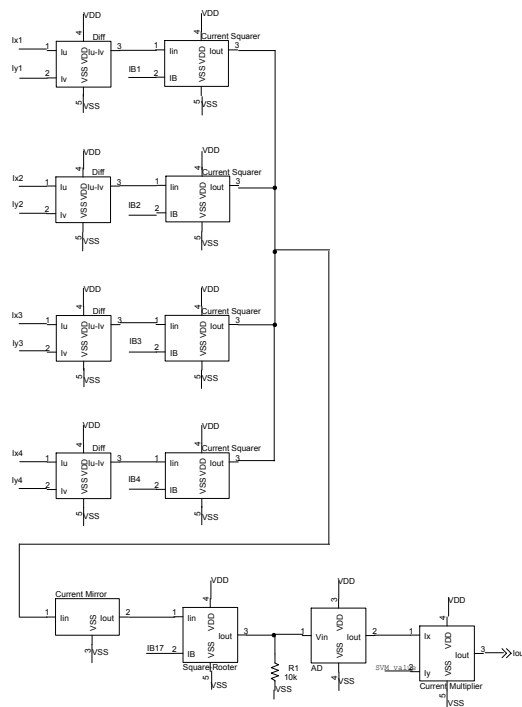 VDD
Diff
Ix1 1 Iu VSS VDD Iu-Iv 3
Iy1 2 Iv
4
5
VSS
VDD
Current Squarer
1 Iin VSS VDD Iout 3
IB1 2 IB
4
5
VSS
VDD
Diff
Ix2 1 Iu VSS VDD Iu-Iv 3
Iy2 2 Iv
4
5
VSS
VDD
Current Squarer
1 Iin VSS VDD Iout 3
IB2 2 IB
4
5
VSS
VDD
Diff
Ix3 1 Iu VSS VDD Iu-Iv 3
Iy3 2 Iv
4
5
VSS
VDD
Current Squarer
1 Iin VSS VDD Iout 3
IB3 2 IB
4
5
VSS
VDD
Diff
Ix4 1 Iu VSS VDD Iu-Iv 3
Iy4 2 Iv
4
5
VSS
VDD
Current Squarer
1 Iin VSS VDD Iout 3
IB4 2 IB
4
5
VSS
Current Mirror
1 Iin VSS Iout 2
3
VSS
VDD
4
1 Iin VSS VDD Iout 3
IB17 2 IB
Square Rooter
5
VSS
R1
10k
VSS
VDD
3
1 Vin VSS VDD Iout 2
AD
4
VSS
VDD
4
1 Ix VSS VDD Iout 3 Iout
SVM_value 2 Iy
Current Multiplier
5
VSS